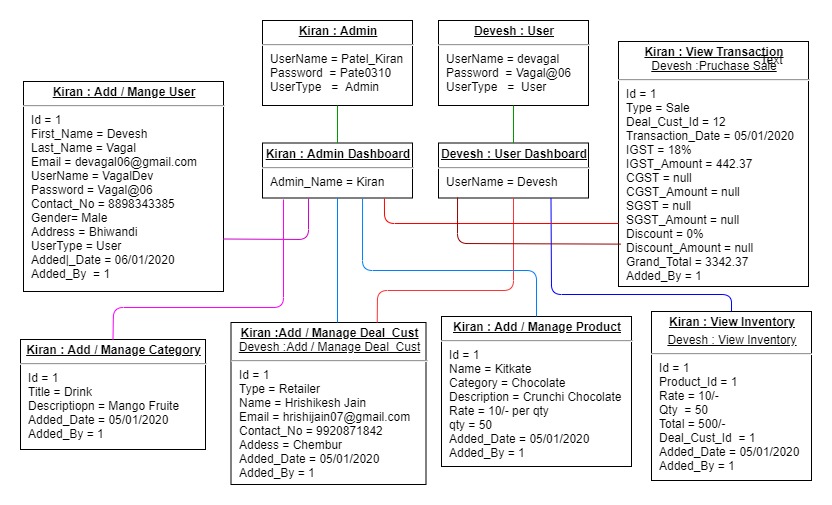 Kiran : Admin
UserName = Patel_Kiran
Password = Pate0310
UserType = Admin
Devesh : User
UserName = devagal
Password = Vagal@06
UserType = User
Kiran : View Transaction
Text
Devesh :Pruchase Sale
Id = 1
Type = Sale
Deal_Cust_Id = 12
Transaction_Date = 05/01/2020
IGST = 18%
IGST_Amount = 442.37
CGST = null
CGST_Amount = null
SGST = null
SGST_Amount = null
Discount = 0%
Discount_Amount = null
Grand_Total = 3342.37
Added_By = 1
Kiran : Add / Mange User
Id = 1
First_Name = Devesh
Last_Name = Vagal
Email = devagal06@gmail.com
UserName = VagalDev
Password = Vagal@06
Contact_No = 8898343385
Gender= Male
Address = Bhiwandi
UserType = User
Added|_Date = 06/01/2020
Added_By = 1
Kiran : Admin Dashboard
Admin_Name = Kiran
Devesh : User Dashboard
UserName = Devesh
Kiran : Add / Manage Category
Id = 1
Title = Drink
Descriptiopn = Mango Fruite
Added_Date = 05/01/2020
Added_By = 1
Kiran :Add / Manage Deal_Cust
Devesh :Add / Manage Deal_Cust
Id = 1
Type = Retailer
Name = Hrishikesh Jain
Email = hrishijain07@gmail.com
Contact_No = 9920871842
Addess = Chembur
Added_Date = 05/01/2020
Added_By = 1
Kiran : Add / Manage Product
Id = 1
Name = Kitkate
Category = Chocolate
Description = Crunchi Chocolate
Rate = 10/- per qty
qty = 50
Added_Date = 05/01/2020
Added_By = 1
Kiran : View Inventory
Devesh : View Inventory
Id = 1
Product_Id = 1
Rate = 10/-
Qty = 50
Total = 500/-
Deal_Cust_Id = 1
Added_Date = 05/01/2020
Added_By = 1